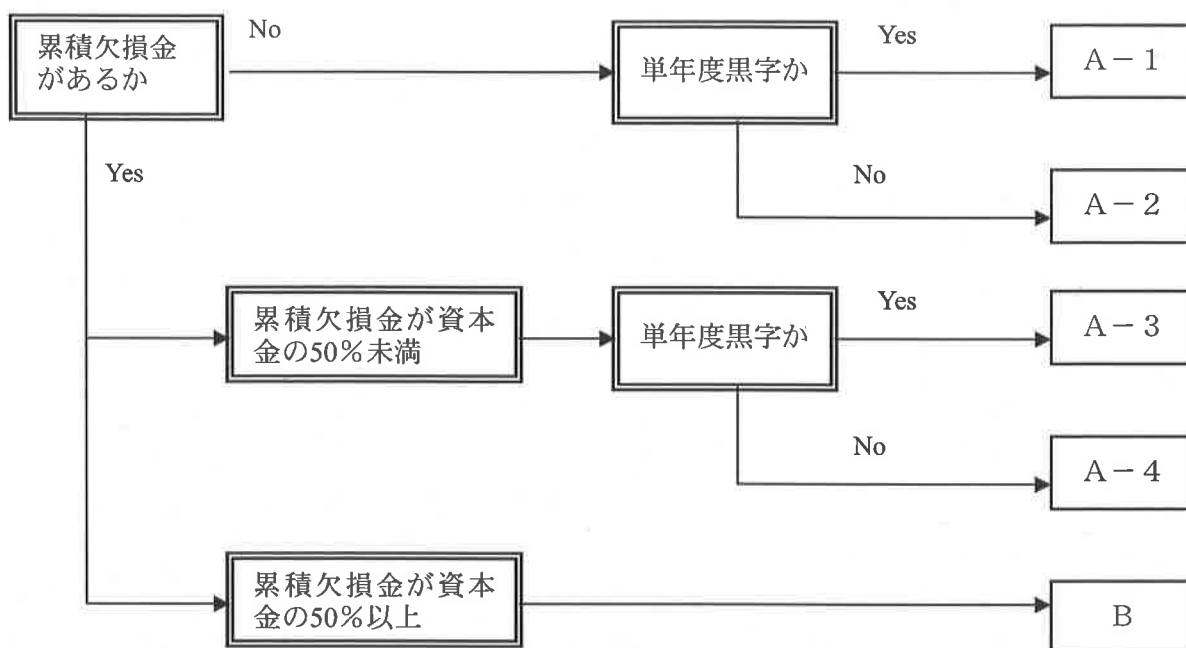 累積欠損金
があるか
No
単年度黒字か
Yes
A－1
Yes
No
A－2
累積欠損金が資本
金の50％未満
単年度黒字か
Yes
A－3
No
A－4
累積欠損金が資本
金の50％以上
B